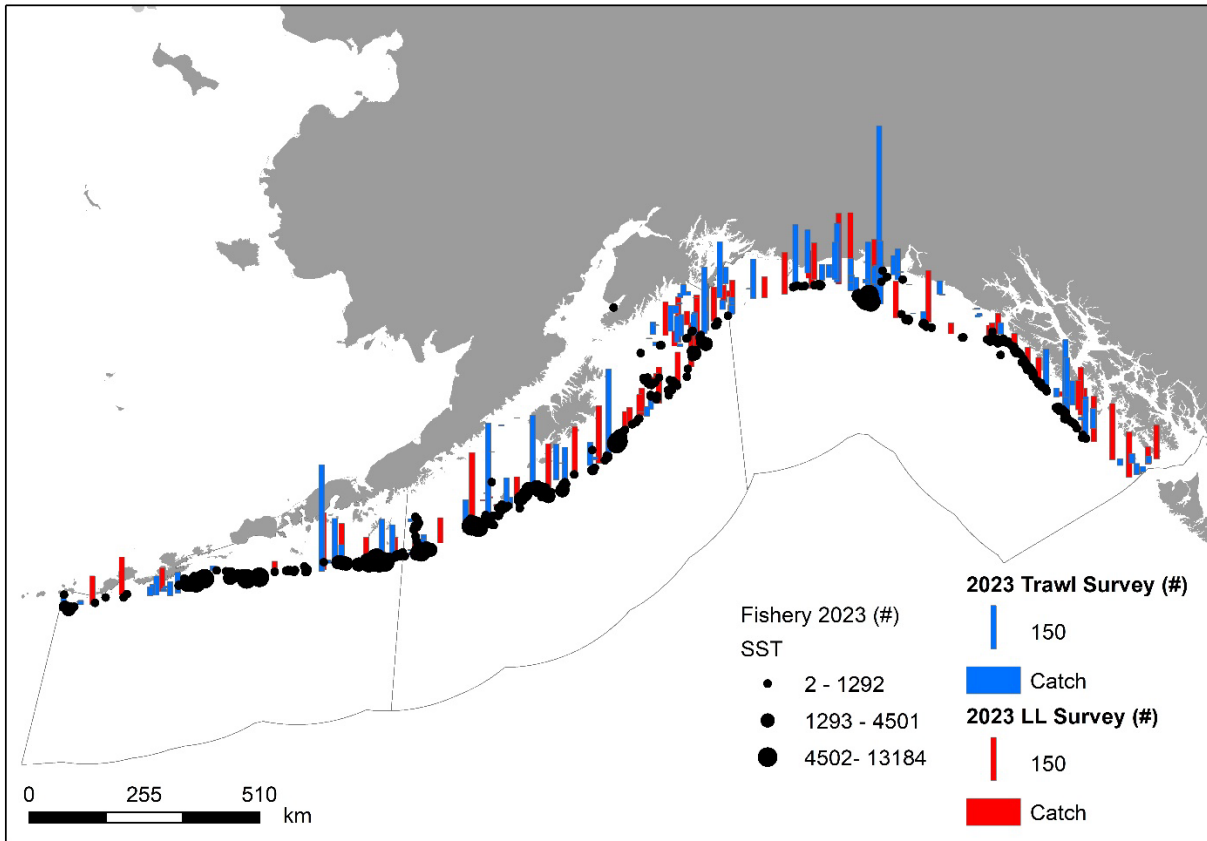 Fishery 2023 (#)
SST
2 - 1292
1293 - 4501
4502- 13184
2023 Trawl Survey (#)
150
Catch
2023 LL Survey (#)
150
Catch
0 255 510
km